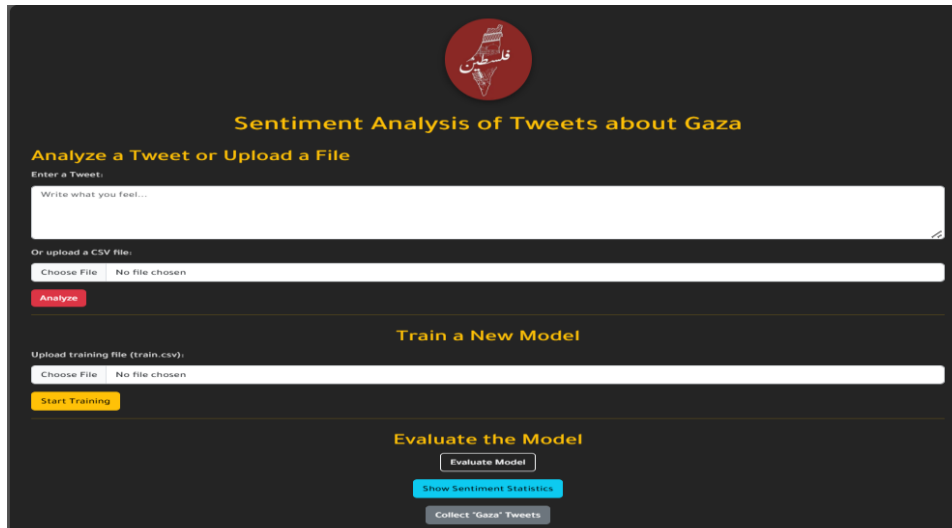 فلسطين
Sentiment Analysis of Tweets about Gaza
Analyze a Tweet or Upload a File
Enter a Tweet:
Write what you feel...
Or upload a CSV file:
Choose File No file chosen
Analyze
Train a New Model
Upload training file (train.csv):
Choose File No file chosen
Start Training
Evaluate the Model
Evaluate Model
Show Sentiment Statistics
Collect "Gaza" Tweets